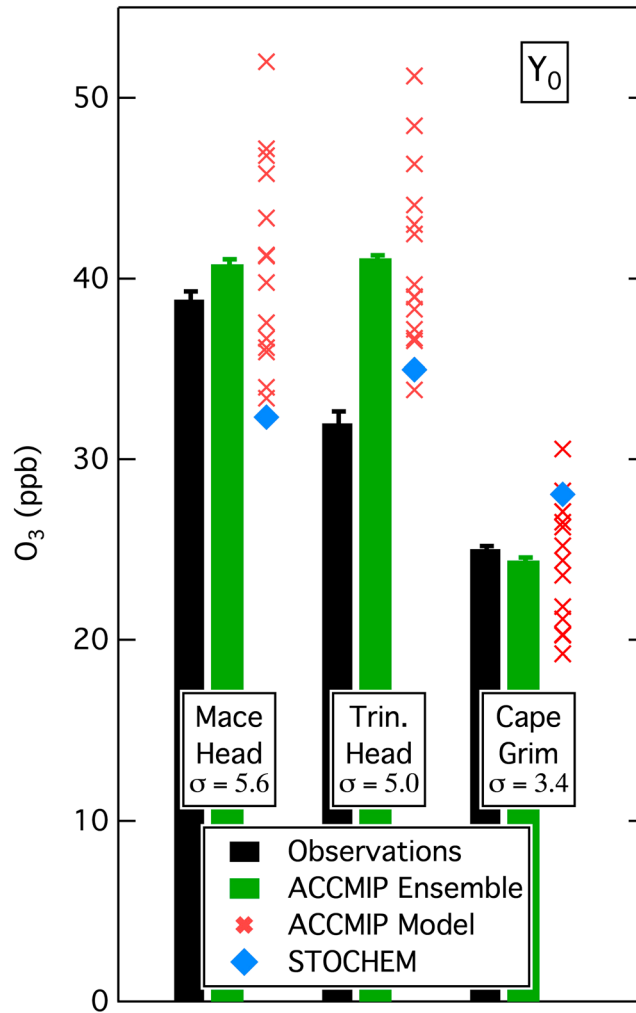 Y₀
50
40
30
20
10
0
O₃ (ppb)
Mace
Head
σ = 5.6
Trin.
Head
σ = 5.0
Cape
Grim
σ = 3.4
Observations
ACCMIP Ensemble
ACCMIP Model
STOCHEM